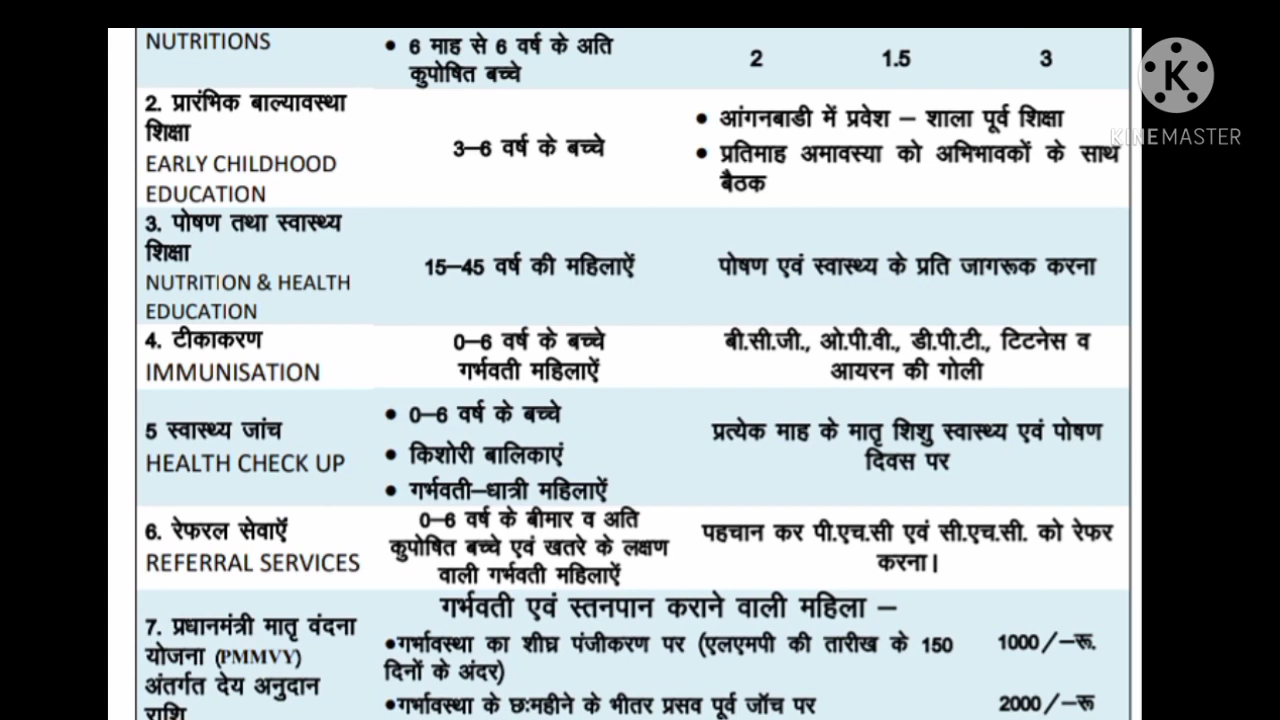 NUTRITIONS
• 6 माह से 6 वर्ष के अति
कुपोषित बच्चे
2 1.5 3
2. प्रारंभिक बाल्यावस्था
शिक्षा
EARLY CHILDHOOD
EDUCATION
3–6 वर्ष के बच्चे
• आंगनबाडी में प्रवेश – शाला पूर्व शिक्षा
• प्रतिमाह अमावस्या को अभिभावकों के साथ
बैठक
3. पोषण तथा स्वास्थ्य
शिक्षा
NUTRITION & HEALTH
EDUCATION
15–45 वर्ष की महिलाऐं
पोषण एवं स्वास्थ्य के प्रति जागरूक करना
4. टीकाकरण
IMMUNISATION
0–6 वर्ष के बच्चे
गर्भवती महिलाऐं
बी.सी.जी., ओ.पी.वी., डी.पी.टी., टिटनेस व
आयरन की गोली
5 स्वास्थ्य जांच
HEALTH CHECK UP
• 0–6 वर्ष के बच्चे
• किशोरी बालिकाएं
• गर्भवती–धात्री महिलाऐं
प्रत्येक माह के मातृ शिशु स्वास्थ्य एवं पोषण
दिवस पर
6. रेफरल सेवाऍ
REFERRAL SERVICES
0–6 वर्ष के बीमार व अति
कुपोषित बच्चे एवं खतरे के लक्षण
वाली गर्भवती महिलाऐं
पहचान कर पी.एच.सी एवं सी.एच.सी. को रेफर
करना।
7. प्रधानमंत्री मातृ वंदना
योजना (PMMVY)
अंतर्गत देय अनुदान
राशि
गर्भवती एवं स्तनपान कराने वाली महिला –
•गर्भावस्था का शीघ्र पंजीकरण पर (एलएमपी की तारीख के 150
दिनों के अंदर)
1000/–रू.
•गर्भावस्था के छःमहीने के भीतर प्रसव पूर्व जॉच पर
2000/–रू
K
KINEMASTER